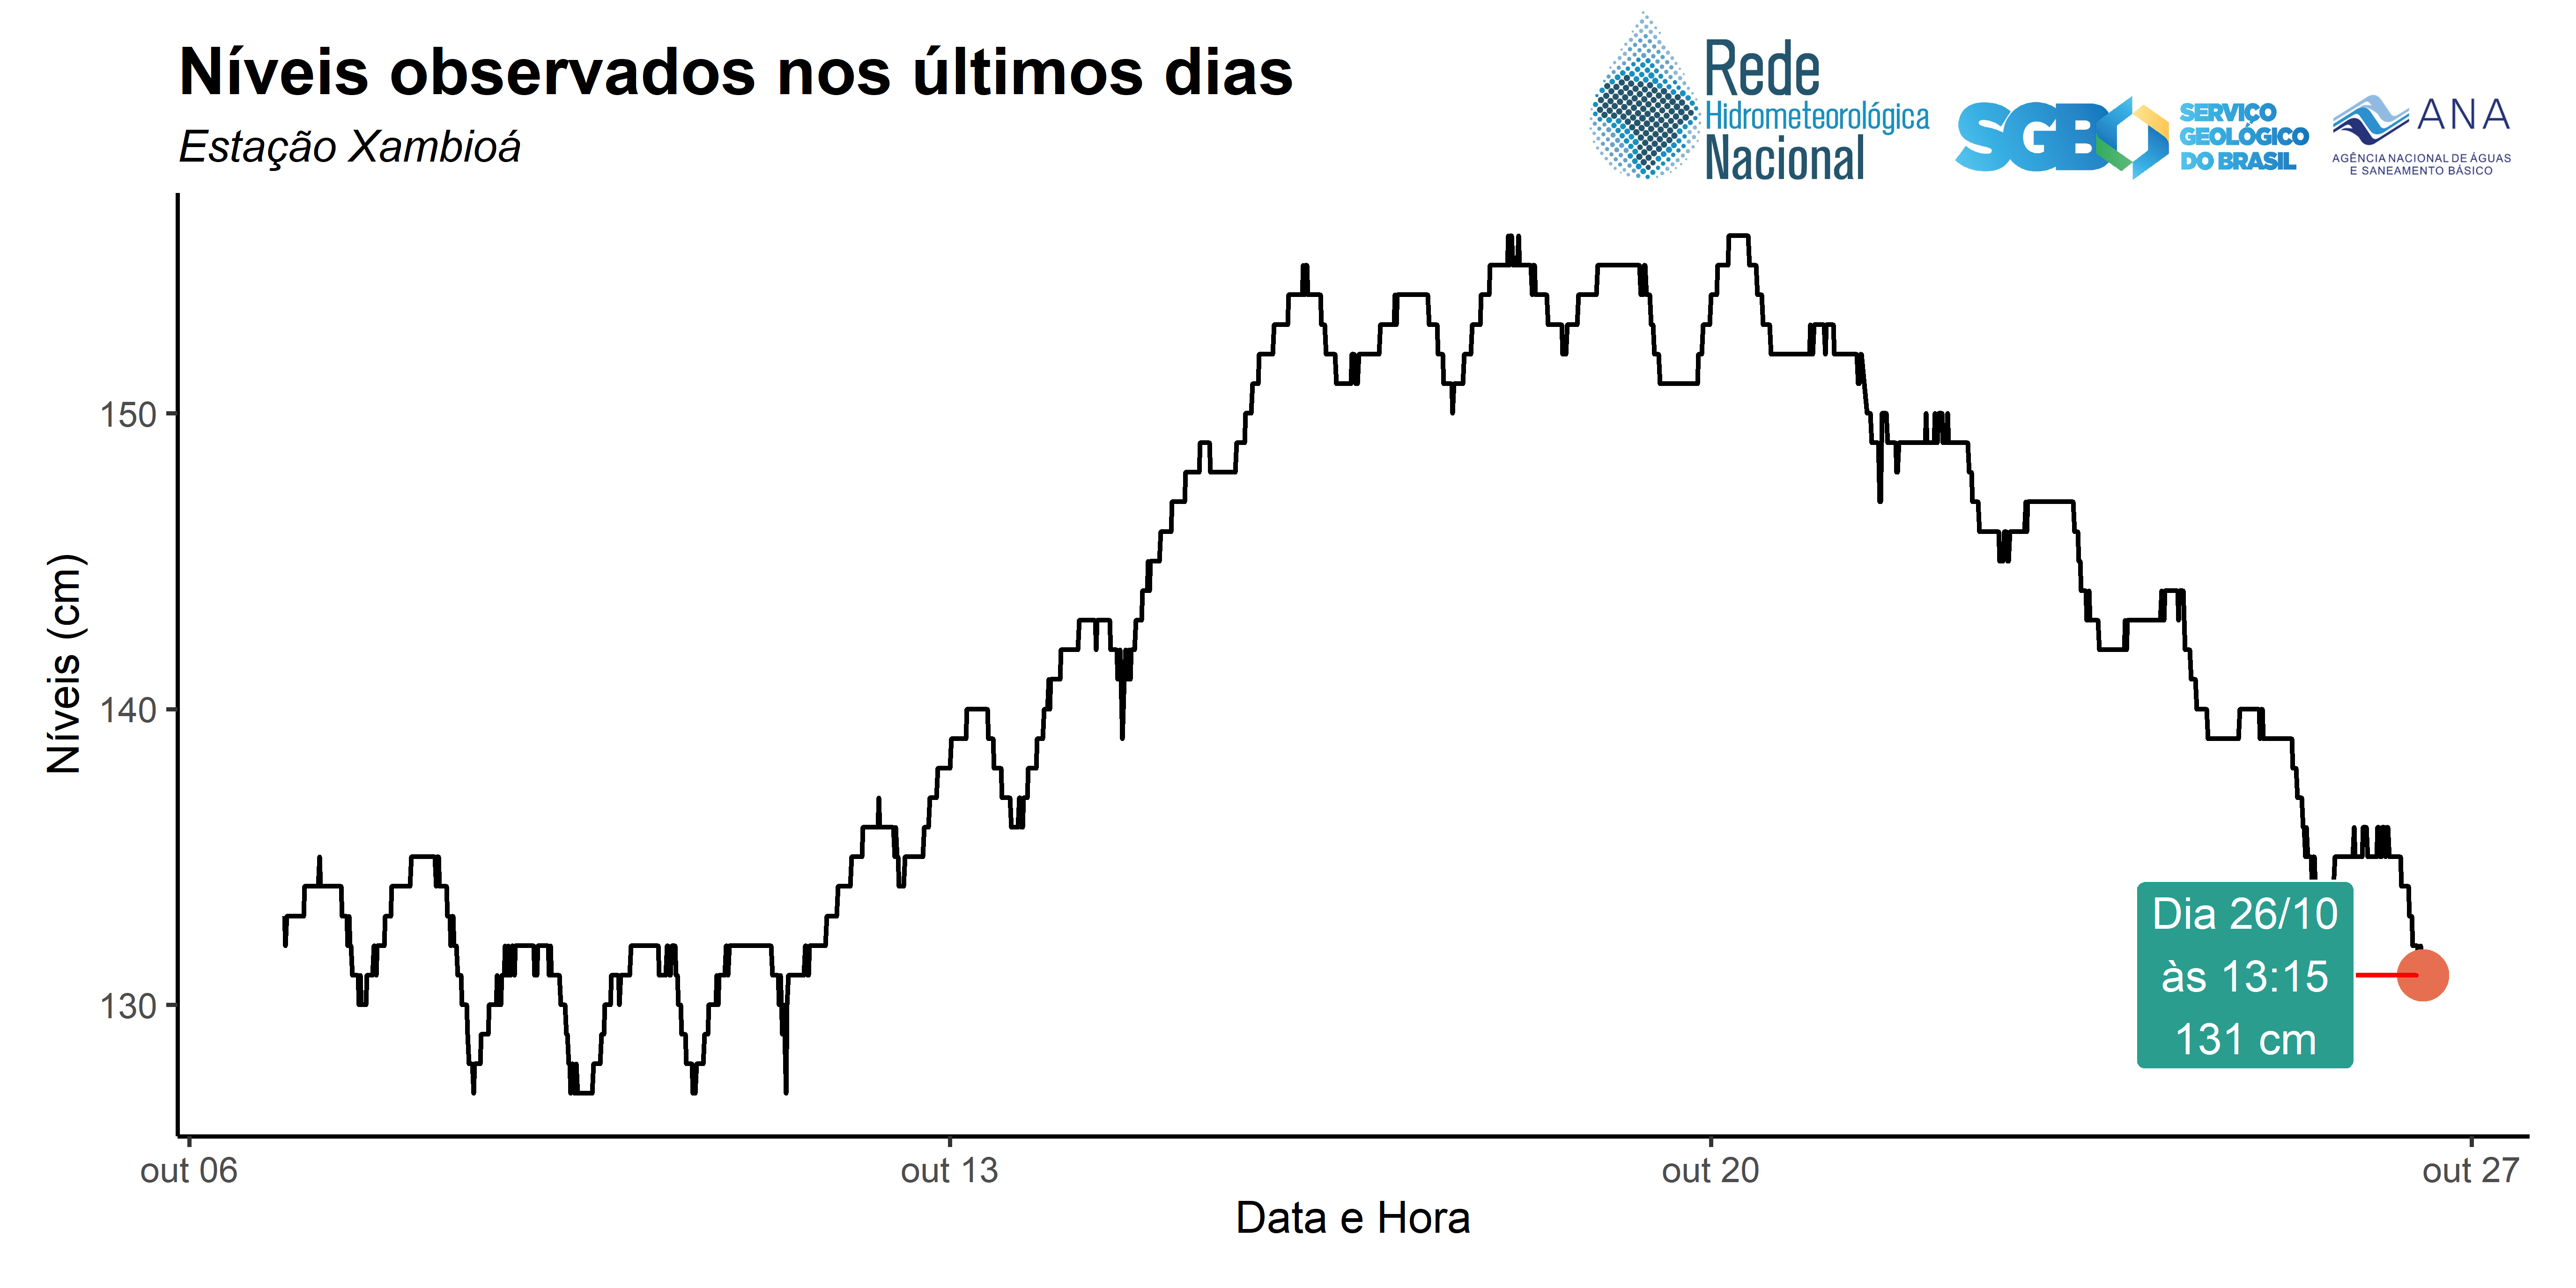 Níveis observados nos últimos dias
Estação Xambioá
Rede
Hidrometeorológica
Nacional
SGB
SERVIÇO
GEOLÓGICO
DO BRASIL
ANA
AGÊNCIA NACIONAL DE ÁGUAS
E SANEAMENTO BÁSICO
Níveis (cm)
150
140
130
Dia 26/10
às 13:15
131 cm
out 06
out 13
out 20
out 27
Data e Hora